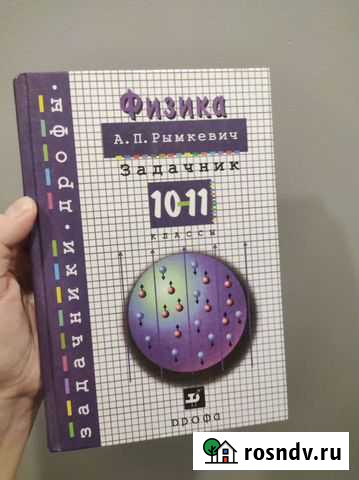 задачники · дрофы ·
Физика
А.П.Рымкевич
Задачник
10-11
классы
дрофа
rosndv.ru